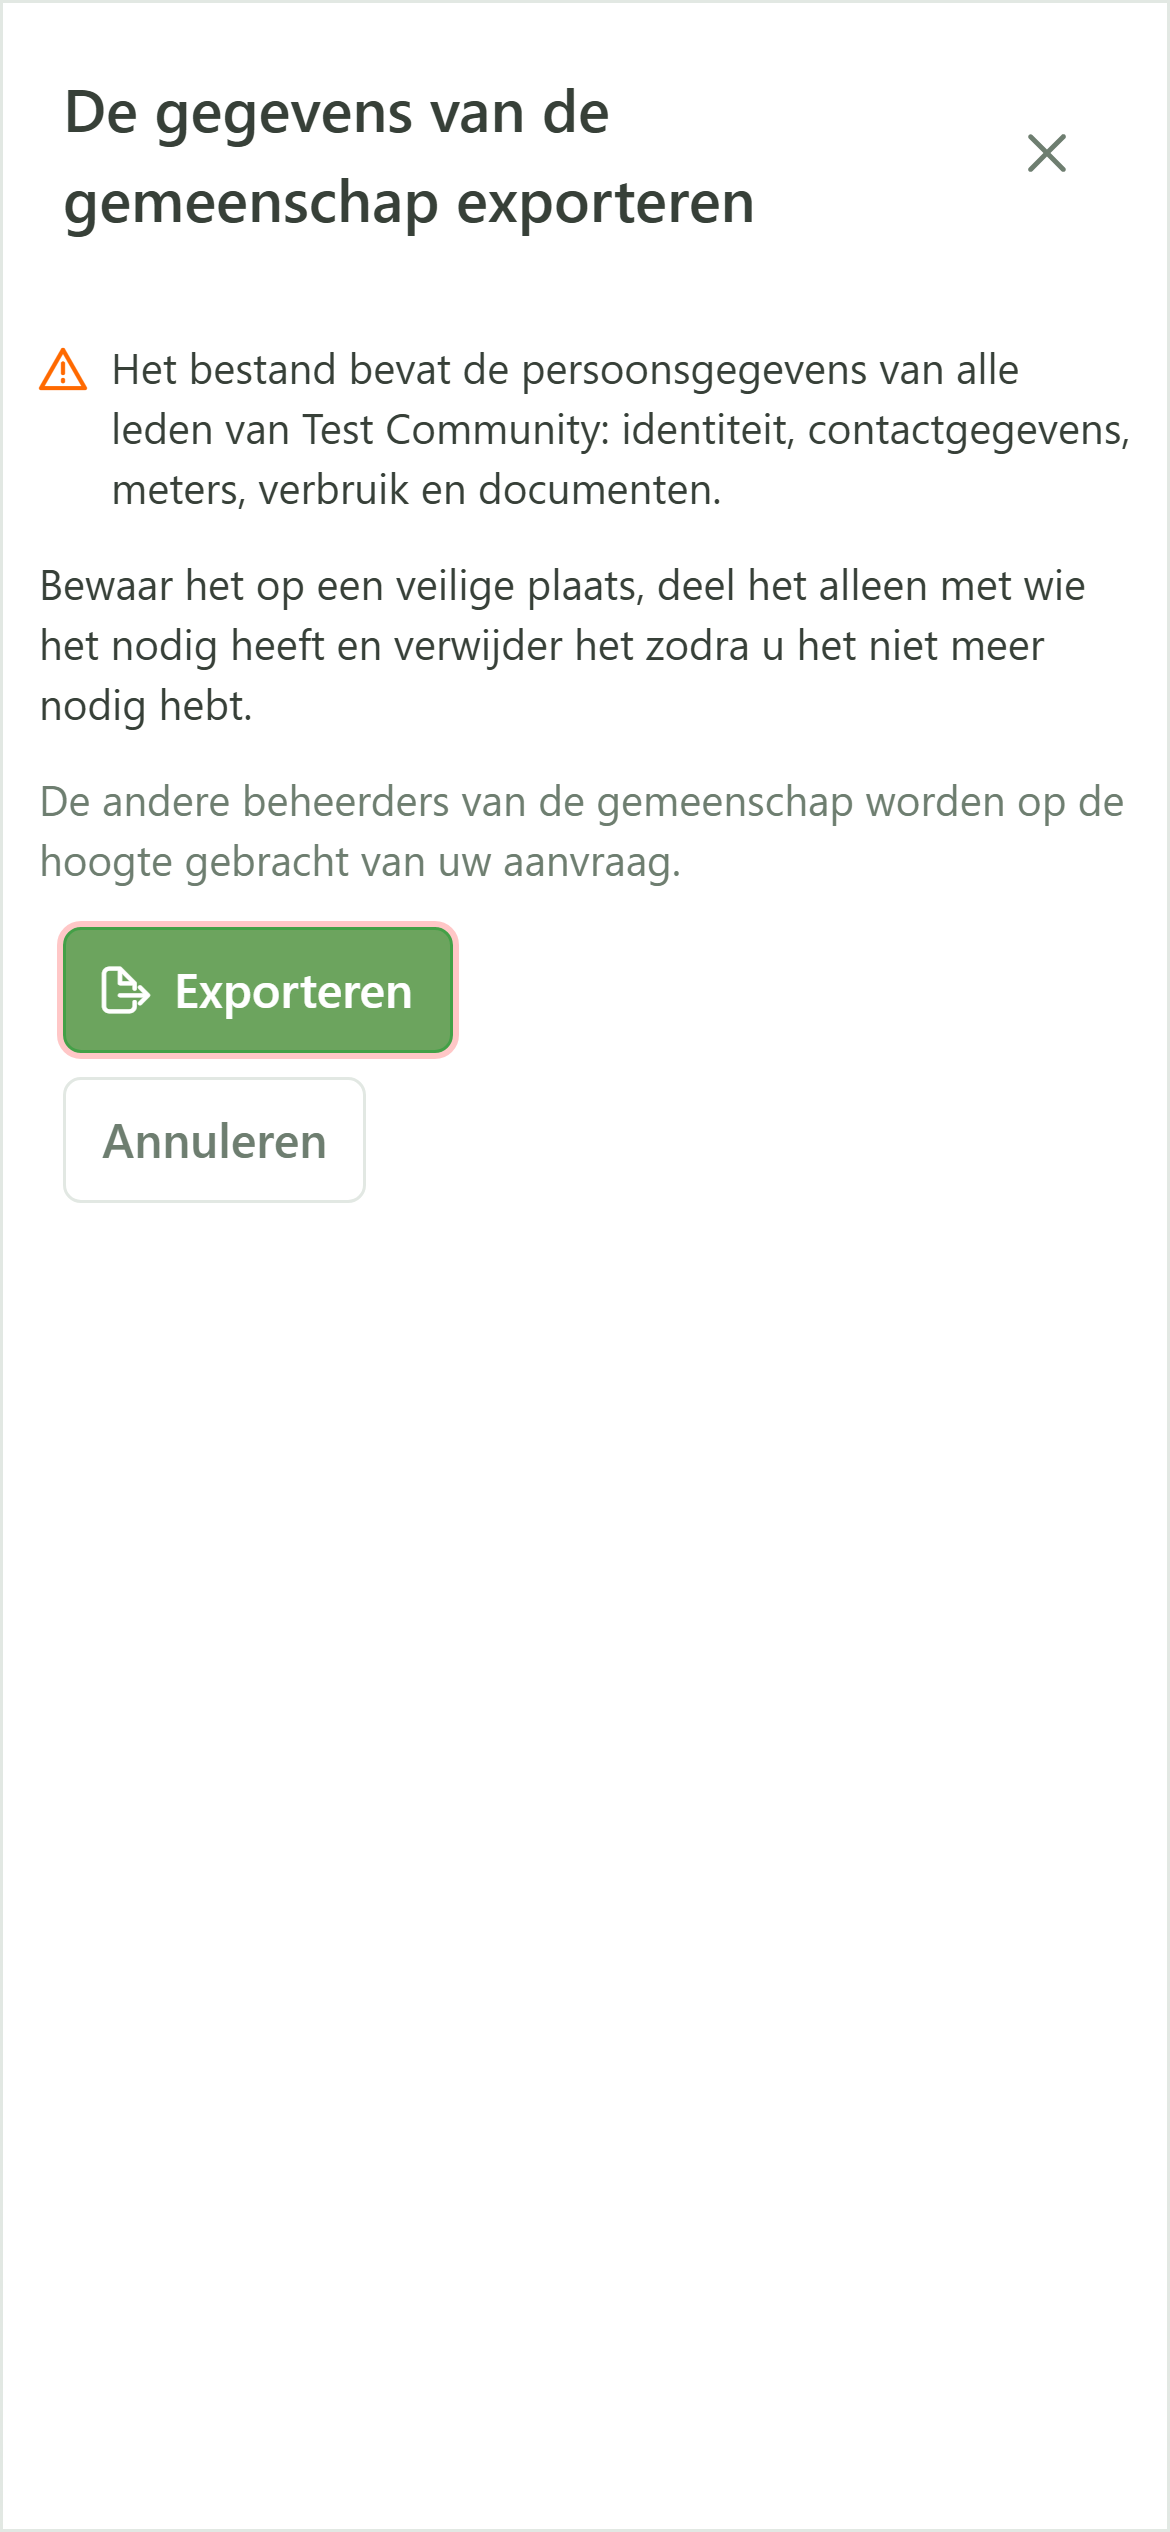 De gegevens van de
gemeenschap exporteren
Het bestand bevat de persoonsgegevens van alle
leden van Test Community: identiteit, contactgegevens,
meters, verbruik en documenten.
Bewaar het op een veilige plaats, deel het alleen met wie
het nodig heeft en verwijder het zodra u het niet meer
nodig hebt.
De andere beheerders van de gemeenschap worden op de
hoogte gebracht van uw aanvraag.
Exporteren
Annuleren